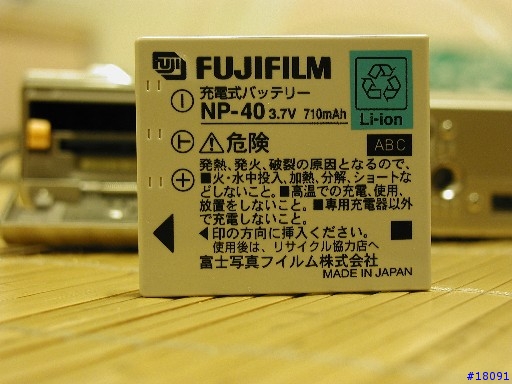 FUJI FUJIFILM
充電式バッテリー
NP-40 3.7V 710mAh
Li-ion
T
⚠危険
ABC
発熱、発火、破裂の原因となるので、
■火・水中投入、加熱、分解、ショートな
どしないこと。■高温での充電、使用、
放置をしないこと。■専用充電器以外
で充電しないこと。
◀印の方向に挿入ください。
使用後は、リサイクル協力店へ
富士写真フイルム株式会社
MADE IN JAPAN
#18091